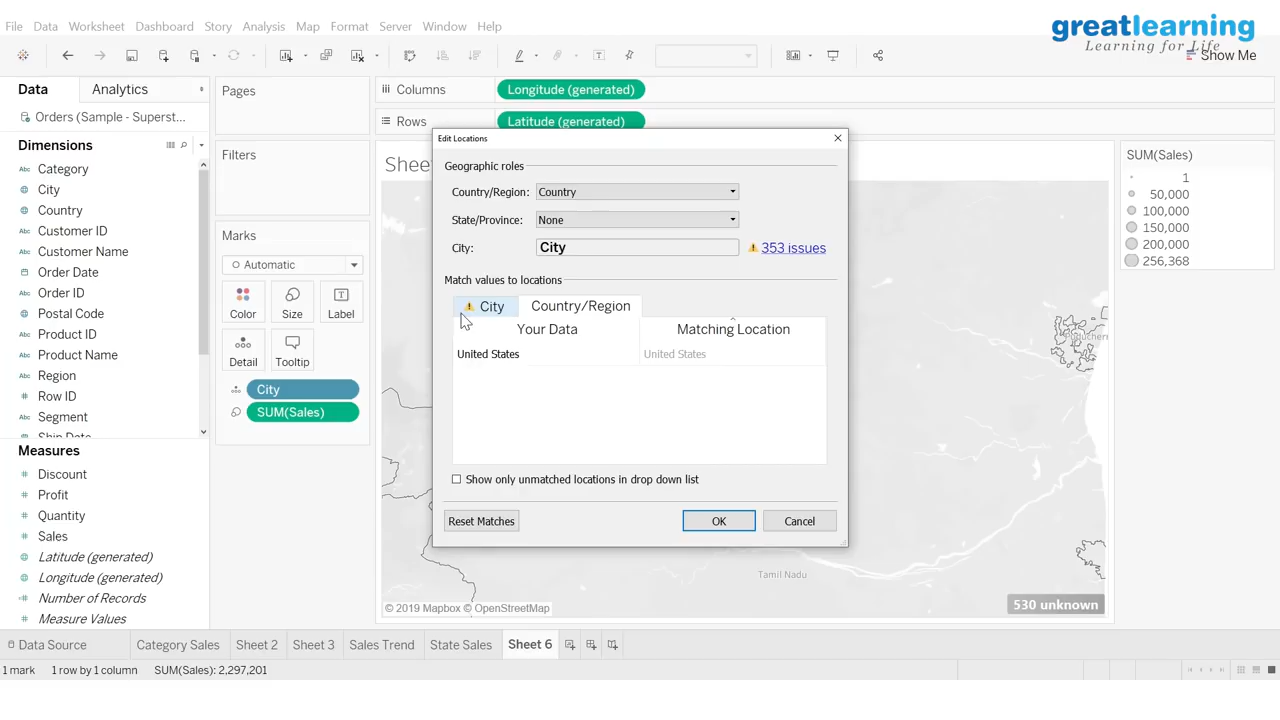 File Data Worksheet Dashboard Story Analysis Map Format Server Window Help
greatlearning
Learning for Life
Show Me
Data Analytics
Orders (Sample - Superst...
Dimensions
Category
City
Country
Customer ID
Customer Name
Order Date
Order ID
Postal Code
Product ID
Product Name
Region
Row ID
Segment
Ship Date
Measures
Discount
Profit
Quantity
Sales
Latitude (generated)
Longitude (generated)
Number of Records
Measure Values
Pages
Filters
Marks
Automatic
Color Size Label
Detail Tooltip
City
SUM(Sales)
Columns Longitude (generated)
Rows Latitude (generated)
Sheet
Edit Locations
Geographic roles
Country/Region: Country
State/Province: None
City: City 353 issues
Match values to locations
City Country/Region
Your Data Matching Location
United States United States
Show only unmatched locations in drop down list
Reset Matches OK Cancel
Puducherr
Tamil Nadu
© 2019 Mapbox © OpenStreetMap
530 unknown
SUM(Sales)
1
50,000
100,000
150,000
200,000
256,368
Data Source Category Sales Sheet 2 Sheet 3 Sales Trend State Sales Sheet 6
1 mark 1 row by 1 column SUM(Sales): 2,297,201